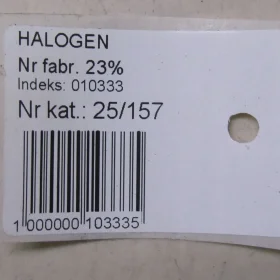 HALOGEN
Nr fabr. 23%
Indeks: 010333
Nr kat.: 25/157
1 000000 103335